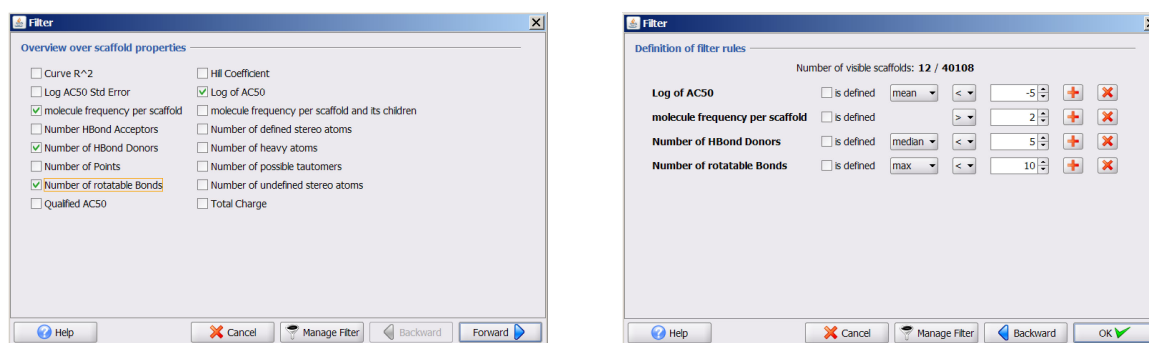 Filter
Overview over scaffold properties
Curve R^2 Hill Coefficient
Log AC50 Std Error Log of AC50
molecule frequency per scaffold molecule frequency per scaffold and its children
Number HBond Acceptors Number of defined stereo atoms
Number of HBond Donors Number of heavy atoms
Number of Points Number of possible tautomers
Number of rotatable Bonds Number of undefined stereo atoms
Qualified AC50 Total Charge
Help Cancel Manage Filter Backward Forward
Filter
Definition of filter rules
Number of visible scaffolds: 12 / 40108
Log of AC50 is defined mean < -5
molecule frequency per scaffold is defined > 2
Number of HBond Donors is defined median < 5
Number of rotatable Bonds is defined max < 10
Help Cancel Manage Filter Backward OK